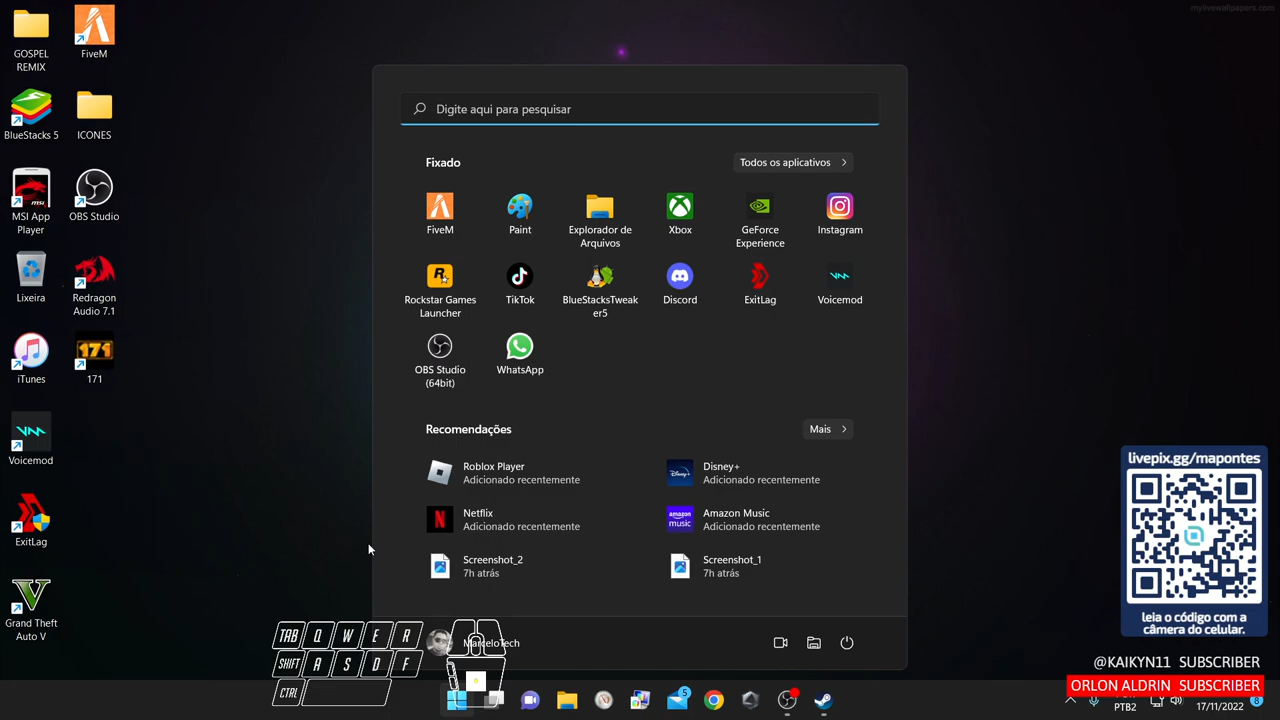 mylivewallpapers.com
GOSPEL
REMIX
FiveM
BlueStacks 5
ICONES
MSI App
Player
OBS Studio
Lixeira
Redragon
Audio 7.1
iTunes
171
171
Voicemod
ExitLag
Grand Theft
Auto V
Digite aqui para pesquisar
Fixado
Todos os aplicativos
FiveM
Paint
Explorador de
Arquivos
Xbox
GeForce
Experience
Instagram
Rockstar Games
Launcher
TikTok
BlueStacksTweak
er5
Discord
ExitLag
Voicemod
OBS Studio
(64bit)
WhatsApp
Recomendações
Mais
Roblox Player
Adicionado recentemente
Disney+
Adicionado recentemente
Netflix
Adicionado recentemente
Amazon Music
Adicionado recentemente
Screenshot_2
7h atrás
Screenshot_1
7h atrás
MarceloTech
TAB Q W E R
SHIFT A S D F
CTRL
livepix.gg/mapontes
leia o código com a
câmera do celular.
@KAIKYN11 SUBSCRIBER
ORLON ALDRIN SUBSCRIBER
5
PTB2
17/11/2022
8